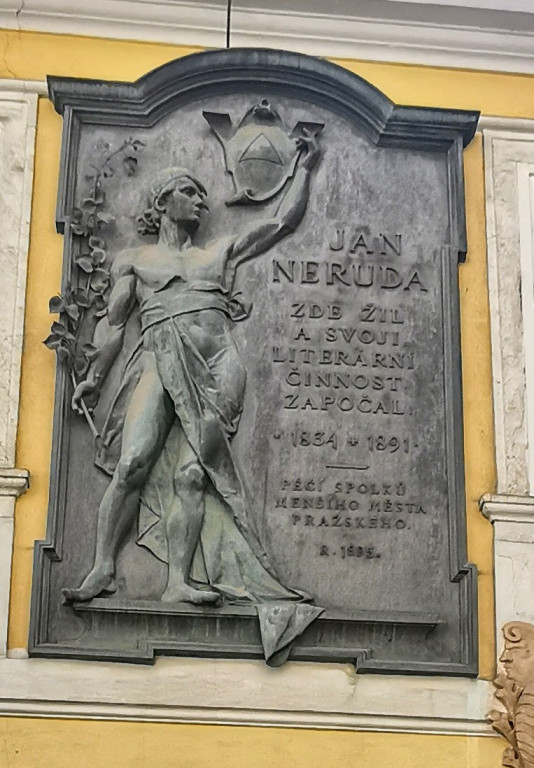 JAN
NERUDA
ZDE ŽIL
A SVOJI
LITERÁRNÍ
ČINNOST
ZAPOČAL.
* 1834 + 1891.
PÉČÍ SPOLKŮ
MENŠÍHO MĚSTA
PRAŽSKÉHO.
R. 1895.